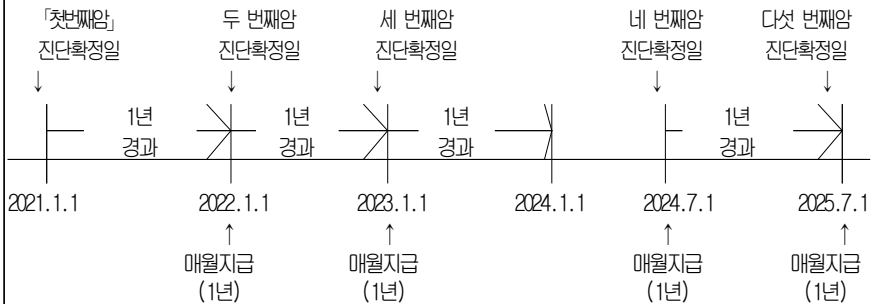 「첫번째암」 두 번째암 세 번째암 네 번째암 다섯 번째암
진단확정일 진단확정일 진단확정일 진단확정일 진단확정일
↓ ↓ ↓ ↓ ↓
1년 1년 1년 1년
경과 경과 경과 경과
2021.1.1 2022.1.1 2023.1.1 2024.1.1 2024.7.1 2025.7.1
↑ ↑ ↑ ↑
매월지급 매월지급 매월지급 매월지급
(1년) (1년) (1년) (1년)